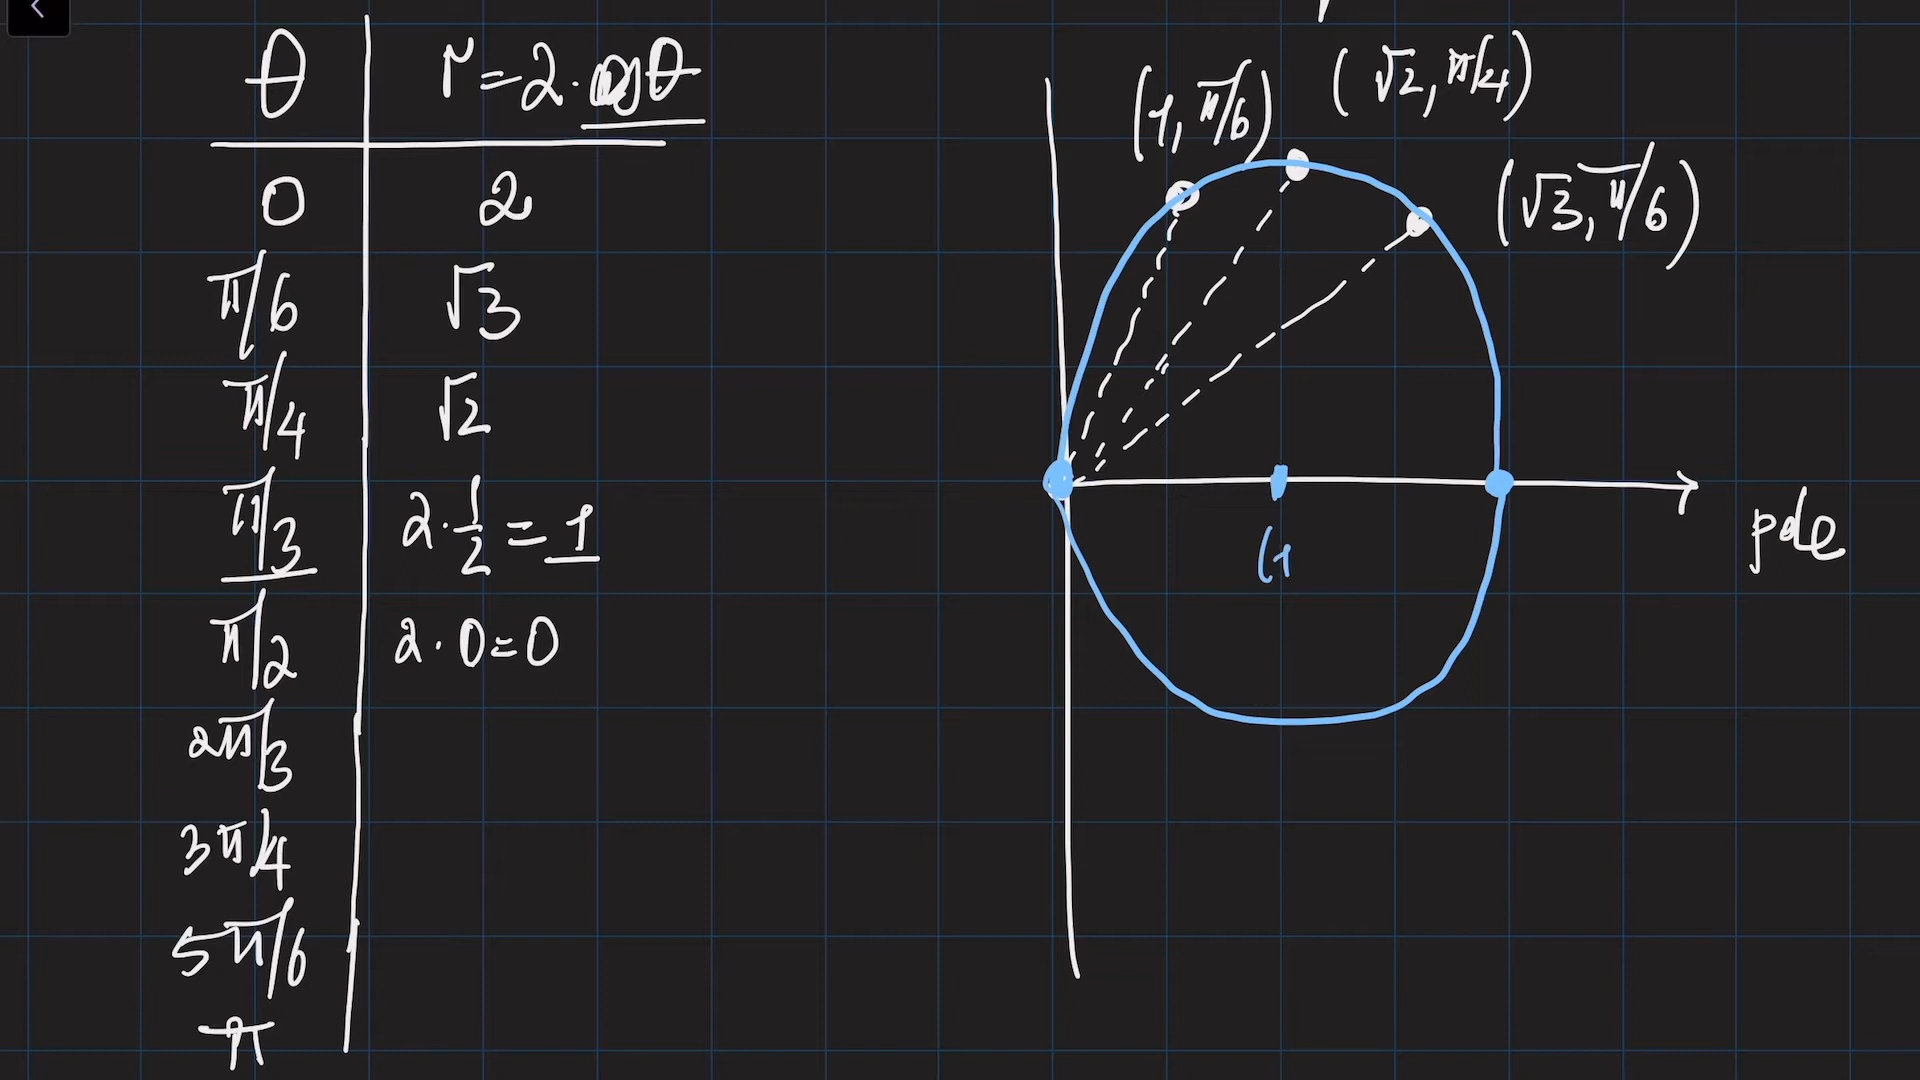 θ r=2·cosθ
0 2
π/6 √3
π/4 √2
π/3 2·1/2=1
π/2 2·0=0
2π/3
3π/4
5π/6
π
(1, π/6)
(√2, π/4)
(√3, π/6)
(1
pole